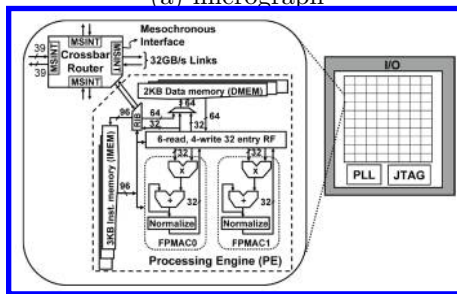 (a) micrograph
Mesochronous
Interface
39
39
MSINT
MSINT
Crossbar
Router
MSINT
MSINT
32GB/s Links
I/O
2KB Data memory (DMEM)
96
64
64
64
RIB
32
32
6-read, 4-write 32 entry RF
3KB Inst. memory (IMEM)
96
32
32
x
x
+
32
+
32
Normalize
Normalize
FPMAC0
FPMAC1
Processing Engine (PE)
PLL
JTAG